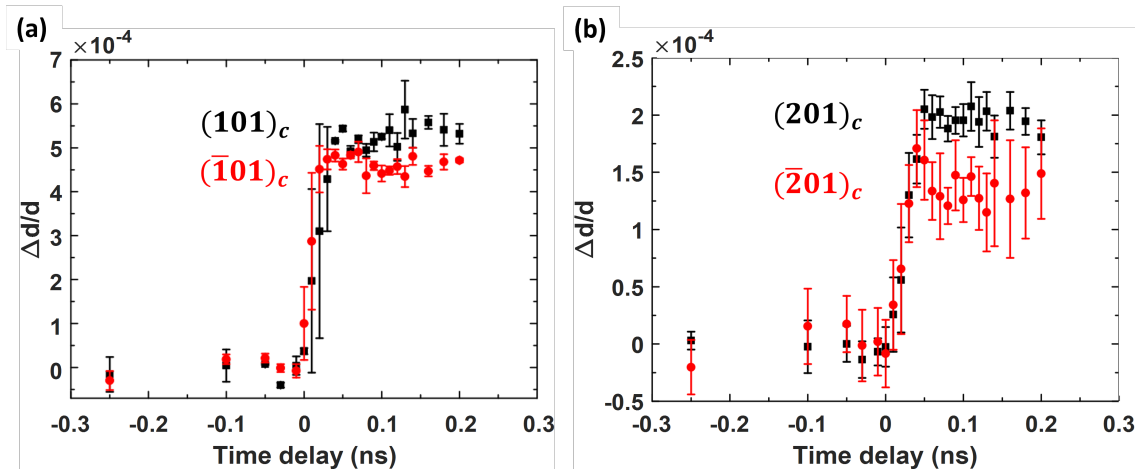 (a)
×10⁻⁴
7
6
5
4
3
2
1
0
Δd/d
(101)c
(1̅01)c
-0.3 -0.2 -0.1 0 0.1 0.2 0.3
Time delay (ns)
(b)
×10⁻⁴
2.5
2
1.5
1
0.5
0
-0.5
Δd/d
(201)c
(2̅01)c
-0.3 -0.2 -0.1 0 0.1 0.2 0.3
Time delay (ns)